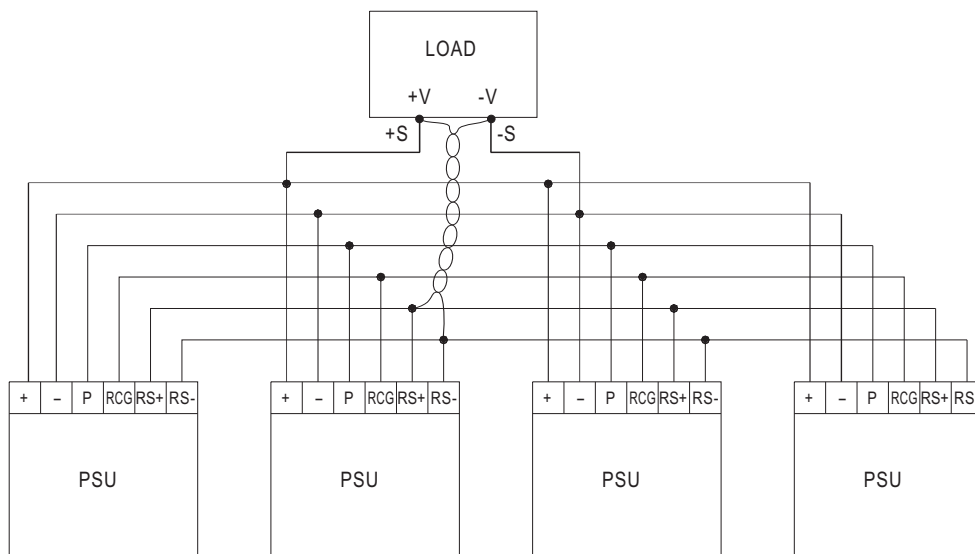 LOAD
+V -V
+S -S
+ – P RCG RS+ RS- + – P RCG RS+ RS- + – P RCG RS+ RS- + – P RCG RS+ RS
PSU PSU PSU PSU